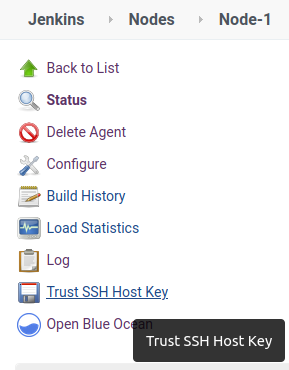 Jenkins Nodes Node-1
Back to List
Status
Delete Agent
Configure
Build History
Load Statistics
Log
Trust SSH Host Key
Open Blue Ocean
Trust SSH Host Key